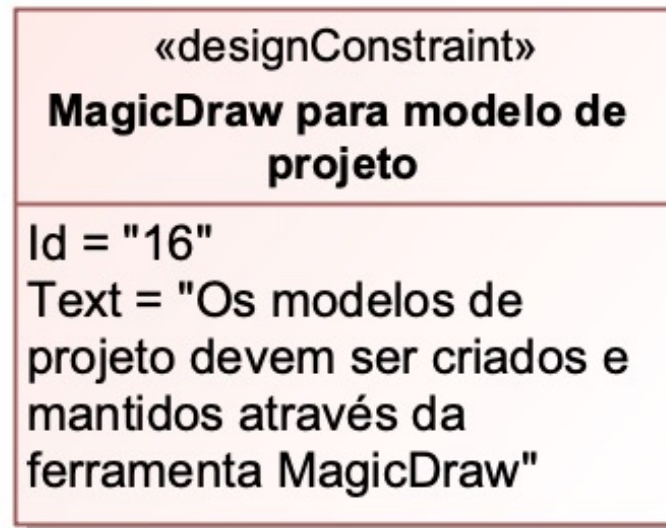 «designConstraint»
MagicDraw para modelo de
projeto
Id = "16"
Text = "Os modelos de
projeto devem ser criados e
mantidos através da
ferramenta MagicDraw"